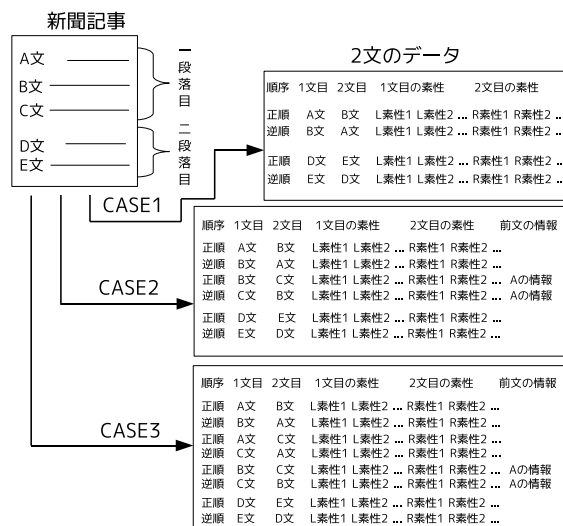 新聞記事
A文
B文
C文
D文
E文
一段落目
二段落目
CASE1
CASE2
CASE3
2文のデータ
順序 1文目 2文目 1文目の素性 2文目の素性
正順 A文 B文 L素性1 L素性2 ... R素性1 R素性2 ...
逆順 B文 A文 L素性1 L素性2 ... R素性1 R素性2 ...
正順 D文 E文 L素性1 L素性2 ... R素性1 R素性2 ...
逆順 E文 D文 L素性1 L素性2 ... R素性1 R素性2 ...
順序 1文目 2文目 1文目の素性 2文目の素性 前文の情報
正順 A文 B文 L素性1 L素性2 ... R素性1 R素性2 ...
逆順 B文 A文 L素性1 L素性2 ... R素性1 R素性2 ...
正順 B文 C文 L素性1 L素性2 ... R素性1 R素性2 ... Aの情報
逆順 C文 B文 L素性1 L素性2 ... R素性1 R素性2 ... Aの情報
正順 D文 E文 L素性1 L素性2 ... R素性1 R素性2 ...
逆順 E文 D文 L素性1 L素性2 ... R素性1 R素性2 ...
順序 1文目 2文目 1文目の素性 2文目の素性 前文の情報
正順 A文 B文 L素性1 L素性2 ... R素性1 R素性2 ...
逆順 B文 A文 L素性1 L素性2 ... R素性1 R素性2 ...
正順 A文 C文 L素性1 L素性2 ... R素性1 R素性2 ...
逆順 C文 A文 L素性1 L素性2 ... R素性1 R素性2 ...
正順 B文 C文 L素性1 L素性2 ... R素性1 R素性2 ... Aの情報
逆順 C文 B文 L素性1 L素性2 ... R素性1 R素性2 ... Aの情報
正順 D文 E文 L素性1 L素性2 ... R素性1 R素性2 ...
逆順 E文 D文 L素性1 L素性2 ... R素性1 R素性2 ...